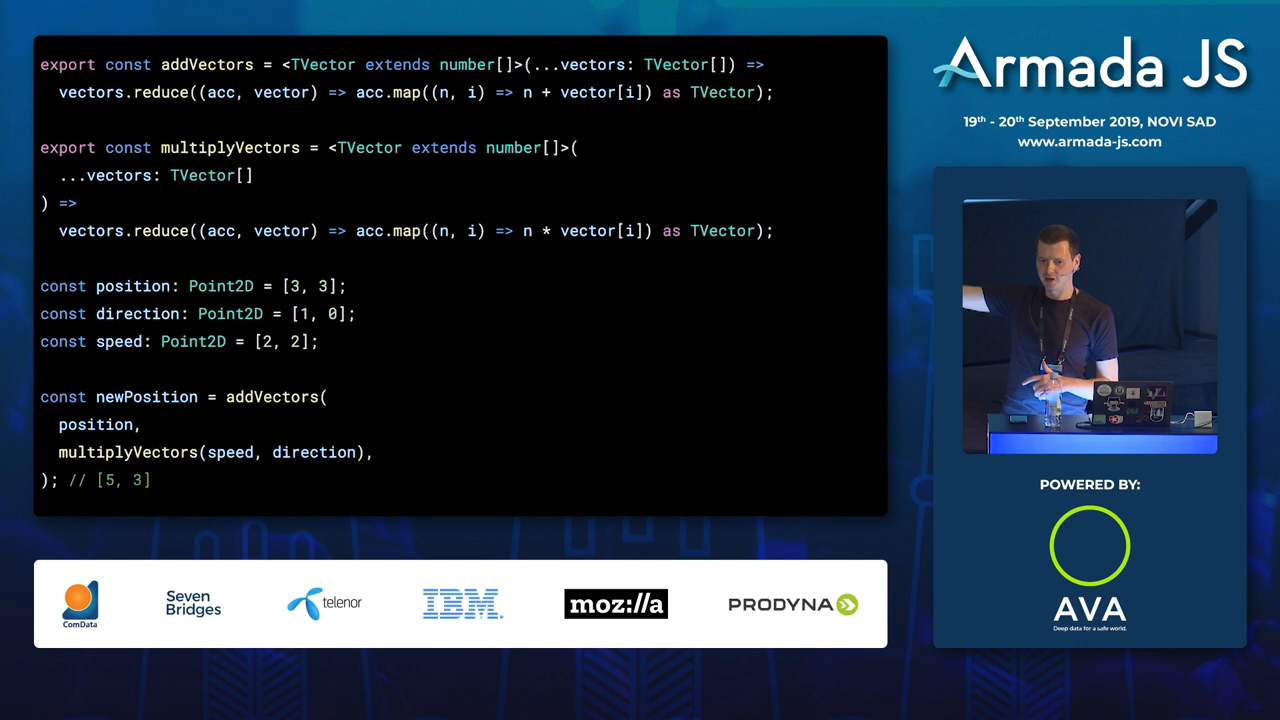 export const addVectors = <TVector extends number[]>(...vectors: TVector[]) =>
  vectors.reduce((acc, vector) => acc.map((n, i) => n + vector[i]) as TVector);
export const multiplyVectors = <TVector extends number[]>(
  ...vectors: TVector[]
) =>
  vectors.reduce((acc, vector) => acc.map((n, i) => n * vector[i]) as TVector);
const position: Point2D = [3, 3];
const direction: Point2D = [1, 0];
const speed: Point2D = [2, 2];
const newPosition = addVectors(
  position,
  multiplyVectors(speed, direction),
); // [5, 3]
Armada JS
19th - 20th September 2019, NOVI SAD
www.armada-js.com
POWERED BY:
AVA
Deep data for a safe world.
ComData
Seven
Bridges
telenor
IBM
moz://a
PRODYNA